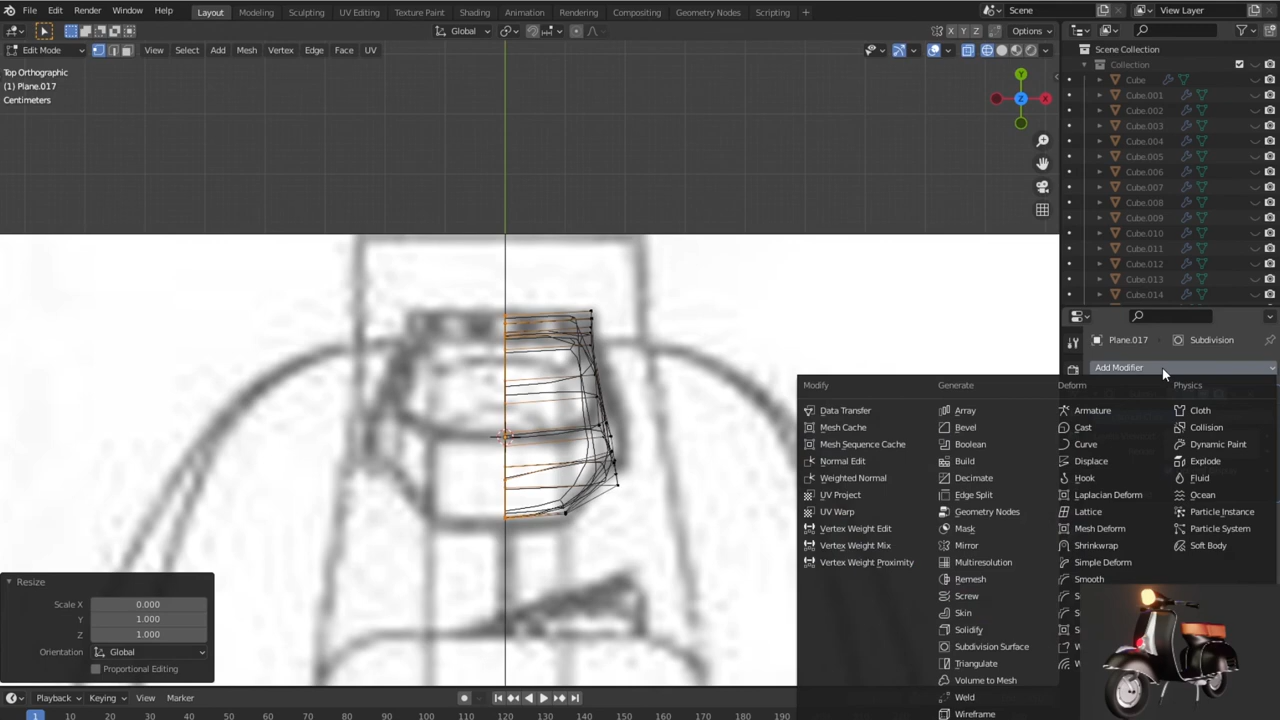 File Edit Render Window Help Layout Modeling Sculpting UV Editing Texture Paint Shading Animation Rendering Compositing Geometry Nodes Scripting + Scene View Layer
Global X Y Z Options
Edit Mode View Select Add Mesh Vertex Edge Face UV
Top Orthographic
(1) Plane.017
Centimeters
Y
Z
X
Scene Collection
Collection
Cube
Cube.001
Cube.002
Cube.003
Cube.004
Cube.005
Cube.006
Cube.007
Cube.008
Cube.009
Cube.010
Cube.011
Cube.012
Cube.013
Cube.014
Plane.017 Subdivision
Add Modifier
Modify
Data Transfer
Mesh Cache
Mesh Sequence Cache
Normal Edit
Weighted Normal
UV Project
UV Warp
Vertex Weight Edit
Vertex Weight Mix
Vertex Weight Proximity
Generate
Array
Bevel
Boolean
Build
Decimate
Edge Split
Geometry Nodes
Mask
Mirror
Multiresolution
Remesh
Screw
Skin
Solidify
Subdivision Surface
Triangulate
Volume to Mesh
Weld
Wireframe
Deform
Armature
Cast
Curve
Displace
Hook
Laplacian Deform
Lattice
Mesh Deform
Shrinkwrap
Simple Deform
Smooth
Physics
Cloth
Collision
Dynamic Paint
Explode
Fluid
Ocean
Particle Instance
Particle System
Soft Body
Resize
Scale X 0.000
Y 1.000
Z 1.000
Orientation Global
Proportional Editing
Playback Keying View Marker
1 10 20 30 40 50 60 70 80 90 100 110 120 130 140 150 160 170 180 190